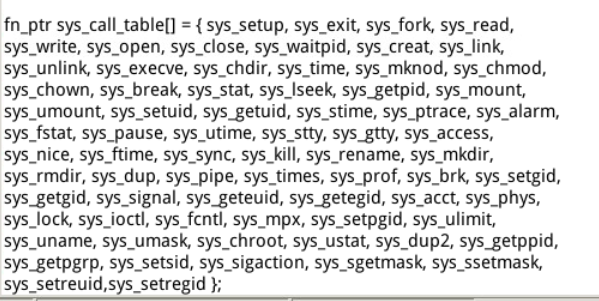 fn_ptr sys_call_table[] = { sys_setup, sys_exit, sys_fork, sys_read,
sys_write, sys_open, sys_close, sys_waitpid, sys_creat, sys_link,
sys_unlink, sys_execve, sys_chdir, sys_time, sys_mknod, sys_chmod,
sys_chown, sys_break, sys_stat, sys_lseek, sys_getpid, sys_mount,
sys_umount, sys_setuid, sys_getuid, sys_stime, sys_ptrace, sys_alarm,
sys_fstat, sys_pause, sys_utime, sys_stty, sys_gtty, sys_access,
sys_nice, sys_ftime, sys_sync, sys_kill, sys_rename, sys_mkdir,
sys_rmdir, sys_dup, sys_pipe, sys_times, sys_prof, sys_brk, sys_setgid,
sys_getgid, sys_signal, sys_geteuid, sys_getegid, sys_acct, sys_phys,
sys_lock, sys_ioctl, sys_fcntl, sys_mpx, sys_setpgid, sys_ulimit,
sys_uname, sys_umask, sys_chroot, sys_ustat, sys_dup2, sys_getppid,
sys_getpgrp, sys_setsid, sys_sigaction, sys_sgetmask, sys_ssetmask,
sys_setreuid,sys_setregid };